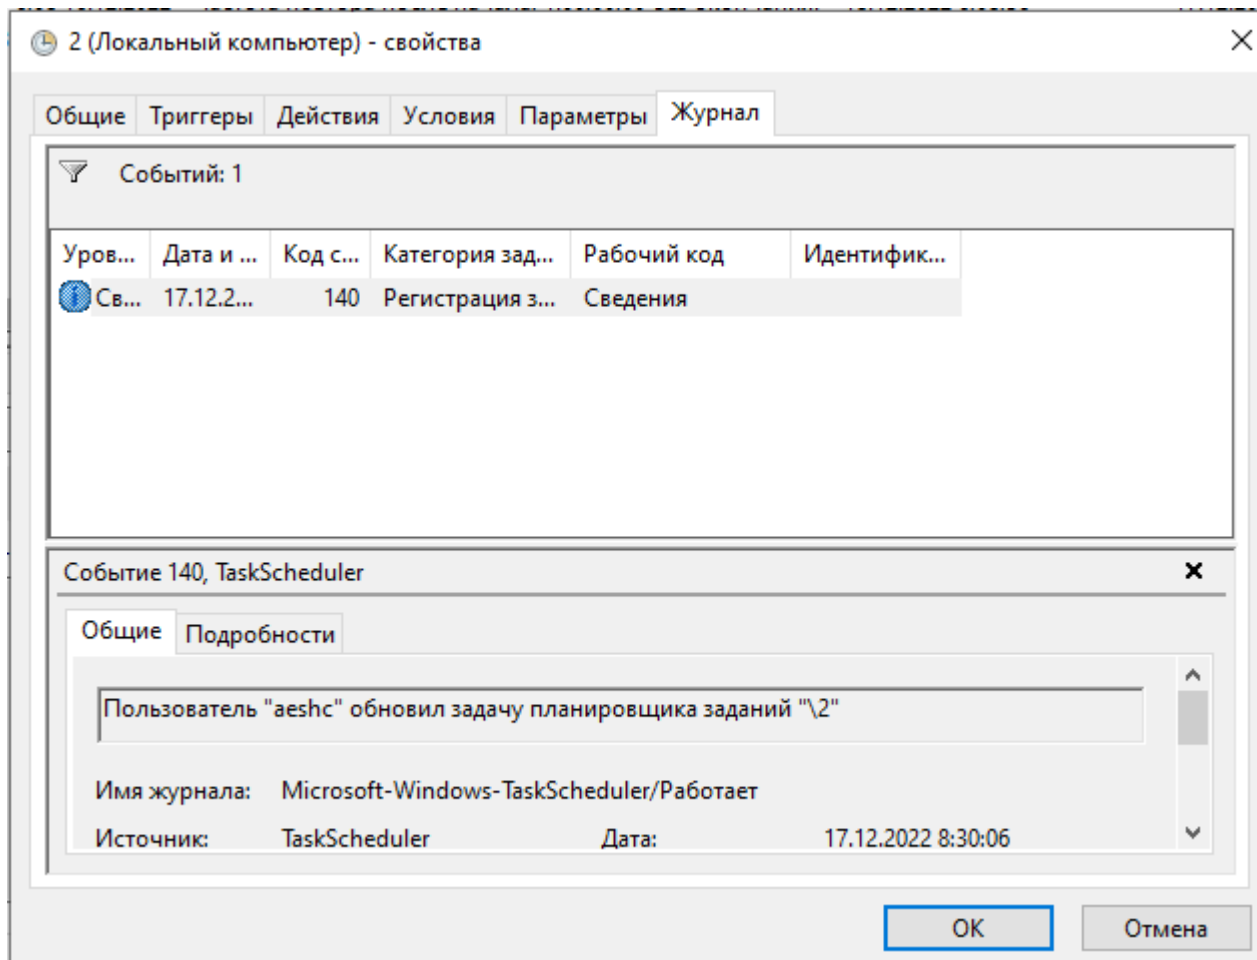 2 (Локальный компьютер) - свойства
Общие Триггеры Действия Условия Параметры Журнал
Событий: 1
Уров... Дата и ... Код с... Категория зад... Рабочий код Идентифик...
Св... 17.12.2... 140 Регистрация з... Сведения
Событие 140, TaskScheduler
Общие Подробности
Пользователь "aeshc" обновил задачу планировщика заданий "\2"
Имя журнала: Microsoft-Windows-TaskScheduler/Работает
Источник: TaskScheduler Дата: 17.12.2022 8:30:06
ОК Отмена